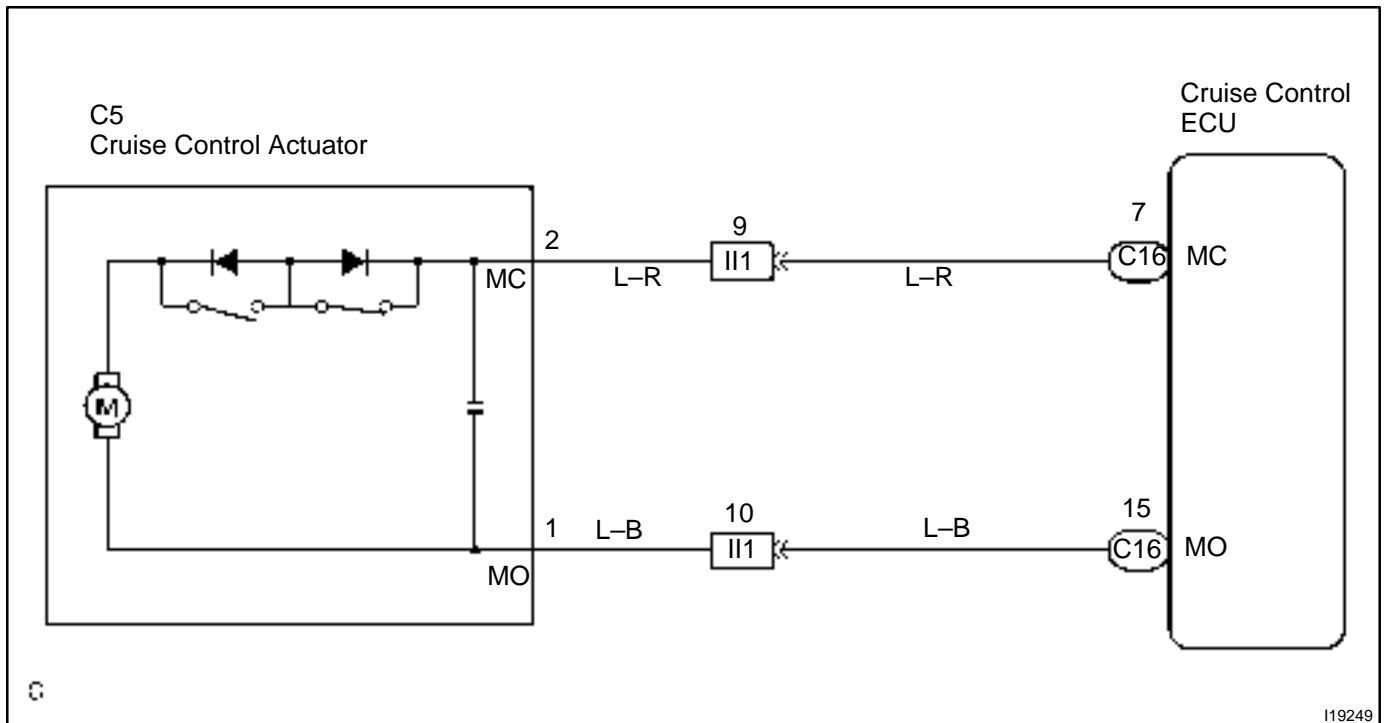 C5
Cruise Control Actuator
Cruise Control
ECU
2
MC
L–R
9
II1
L–R
7
C16
MC
M
1
MO
L–B
10
II1
L–B
15
C16
MO
I19249